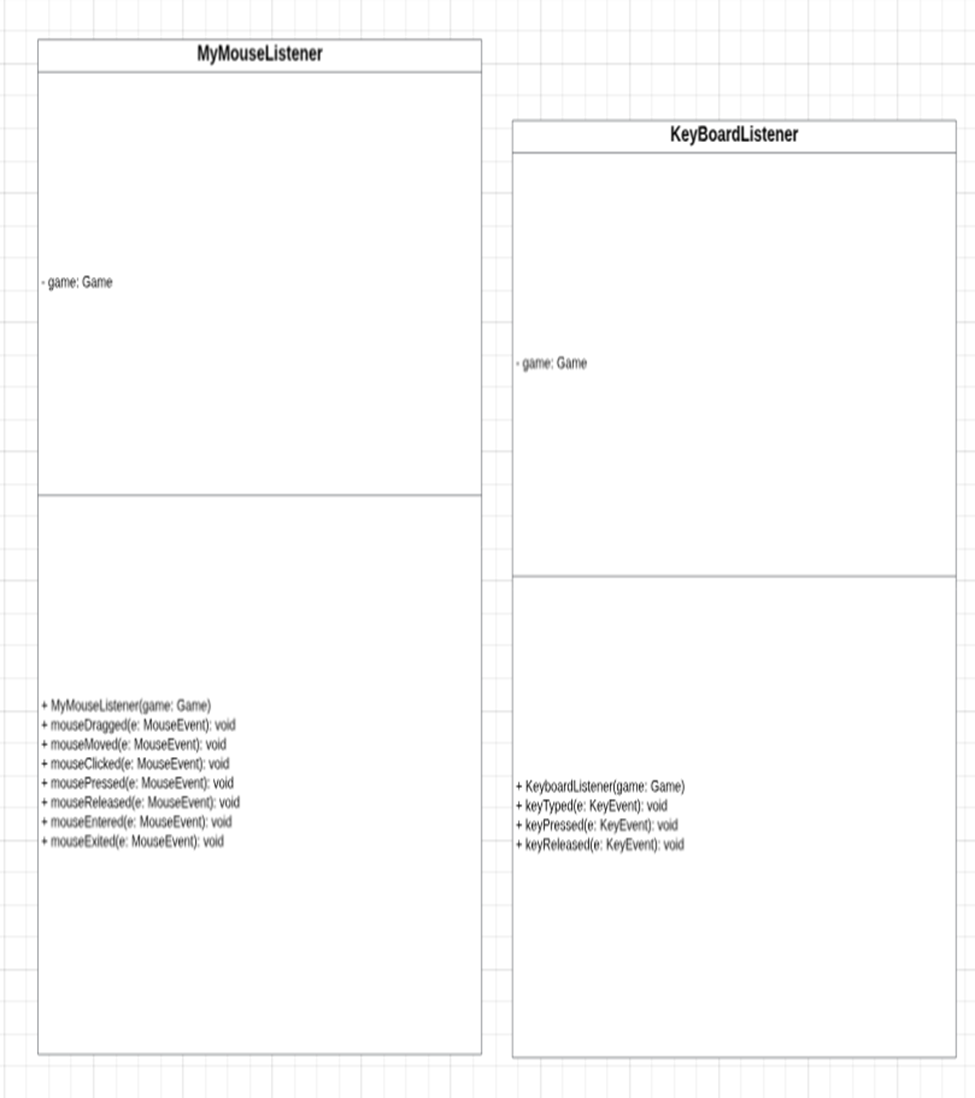 MyMouseListener
- game: Game
+ MyMouseListener(game: Game)
+ mouseDragged(e: MouseEvent): void
+ mouseMoved(e: MouseEvent): void
+ mouseClicked(e: MouseEvent): void
+ mousePressed(e: MouseEvent): void
+ mouseReleased(e: MouseEvent): void
+ mouseEntered(e: MouseEvent): void
+ mouseExited(e: MouseEvent): void
KeyBoardListener
- game: Game
+ KeyboardListener(game: Game)
+ keyTyped(e: KeyEvent): void
+ keyPressed(e: KeyEvent): void
+ keyReleased(e: KeyEvent): void